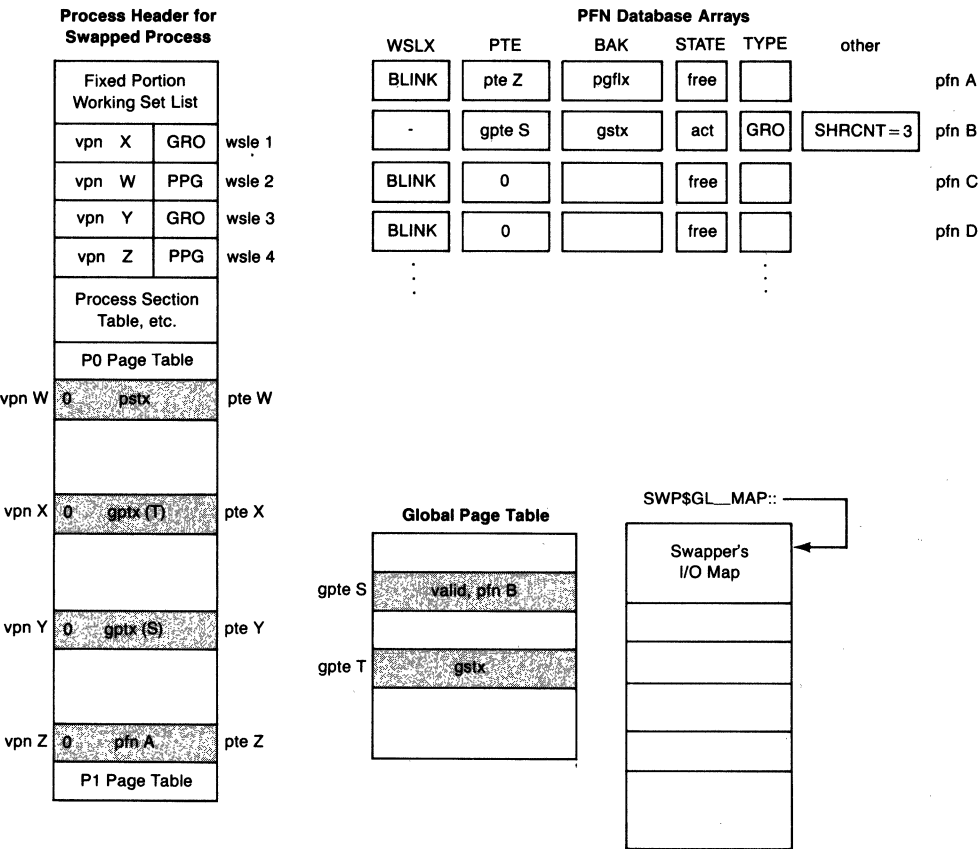 Process Header for
Swapped Process
Fixed Portion
Working Set List
vpn X GRO wsle 1
vpn W PPG wsle 2
vpn Y GRO wsle 3
vpn Z PPG wsle 4
Process Section
Table, etc.
P0 Page Table
vpn W 0 pstx pte W
vpn X 0 gptx (T) pte X
vpn Y 0 gptx (S) pte Y
vpn Z 0 pfn A pte Z
P1 Page Table
PFN Database Arrays
WSLX PTE BAK STATE TYPE other
BLINK pte Z pgflx free pfn A
- gpte S gstx act GRO SHRCNT = 3 pfn B
BLINK 0 free pfn C
BLINK 0 free pfn D
Global Page Table
gpte S valid, pfn B
gpte T gstx
SWP$GL__MAP::
Swapper's
I/O Map